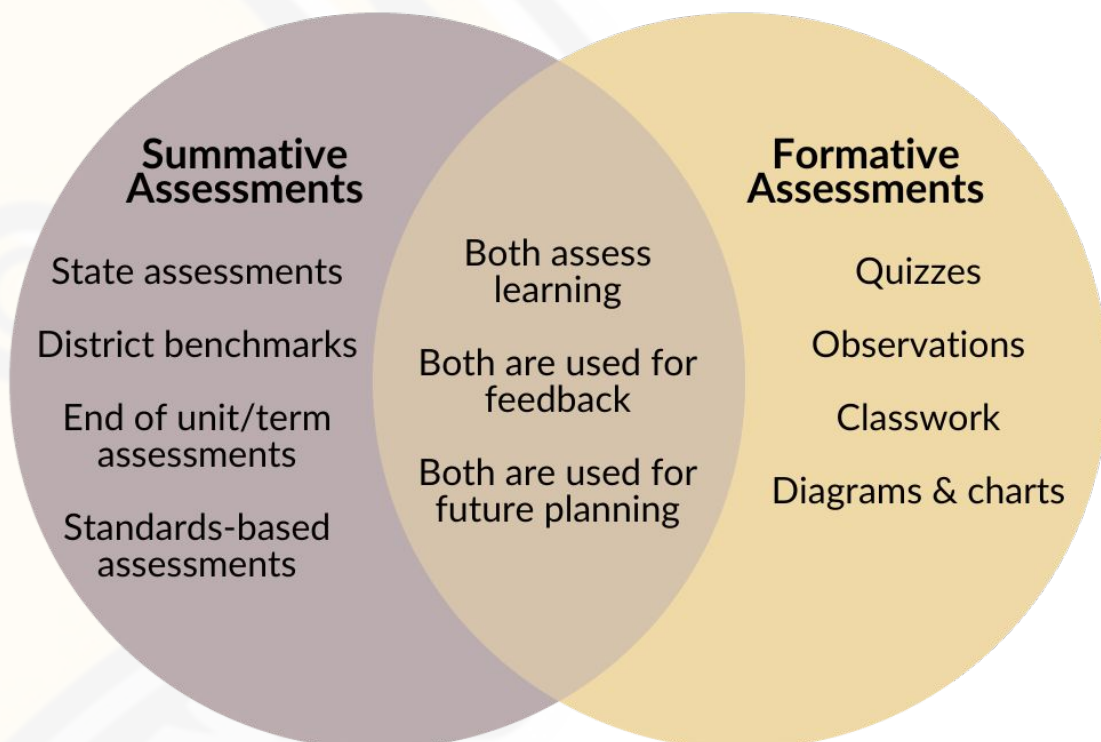 Summative
Assessments
State assessments
District benchmarks
End of unit/term
assessments
Standards-based
assessments
Both assess
learning
Both are used for
feedback
Both are used for
future planning
Formative
Assessments
Quizzes
Observations
Classwork
Diagrams & charts